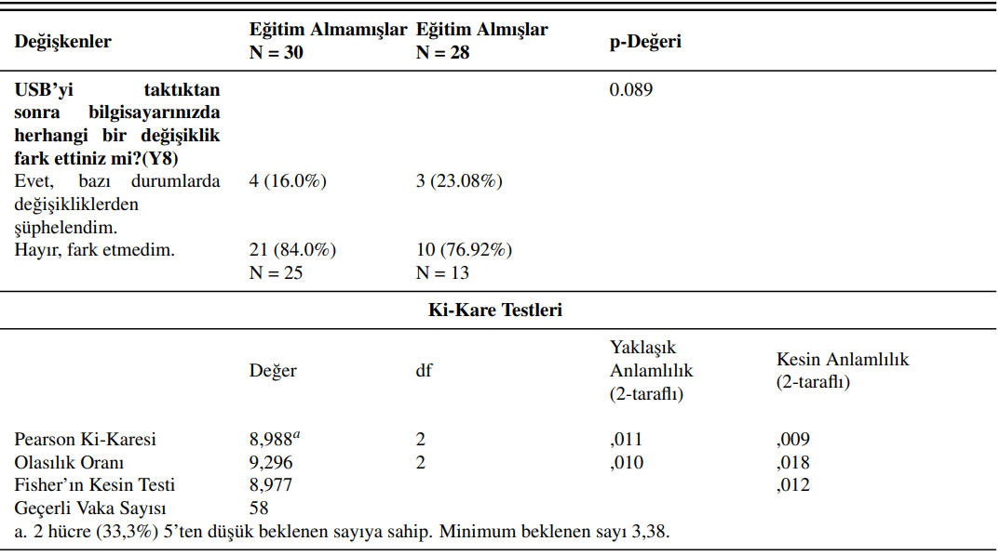 Değişkenler Eğitim Almamışlar N = 30 Eğitim Almışlar N = 28 p-Değeri
USB'yi taktıktan 0.089
sonra bilgisayarınızda
herhangi bir değişiklik
fark ettiniz mi?(Y8)
Evet, bazı durumlarda 4 (16.0%) 3 (23.08%)
değişikliklerden
şüphelendim.
Hayır, fark etmedim. 21 (84.0%) 10 (76.92%)
N = 25 N = 13
Ki-Kare Testleri
Değer df Yaklaşık Anlamlılık (2-taraflı) Kesin Anlamlılık (2-taraflı)
Pearson Ki-Karesi 8,988a 2 ,011 ,009
Olasılık Oranı 9,296 2 ,010 ,018
Fisher'ın Kesin Testi 8,977 ,012
Geçerli Vaka Sayısı 58
a. 2 hücre (33,3%) 5'ten düşük beklenen sayıya sahip. Minimum beklenen sayı 3,38.